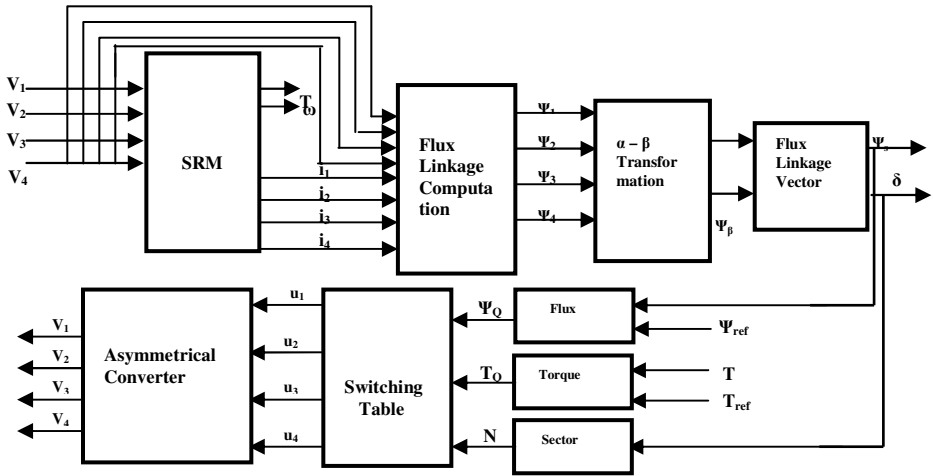 V1
V2
V3
V4
SRM
T
ω
i1
i2
i3
i4
Flux
Linkage
Computa
tion
Ψ1
Ψ2
Ψ3
Ψ4
α – β
Transfor
mation
Ψβ
Flux
Linkage
Vector
Ψs
δ
V1
V2
V3
V4
Asymmetrical
Converter
u1
u2
u3
u4
Switching
Table
ΨQ
TQ
N
Flux
Torque
Sector
Ψref
T
Tref